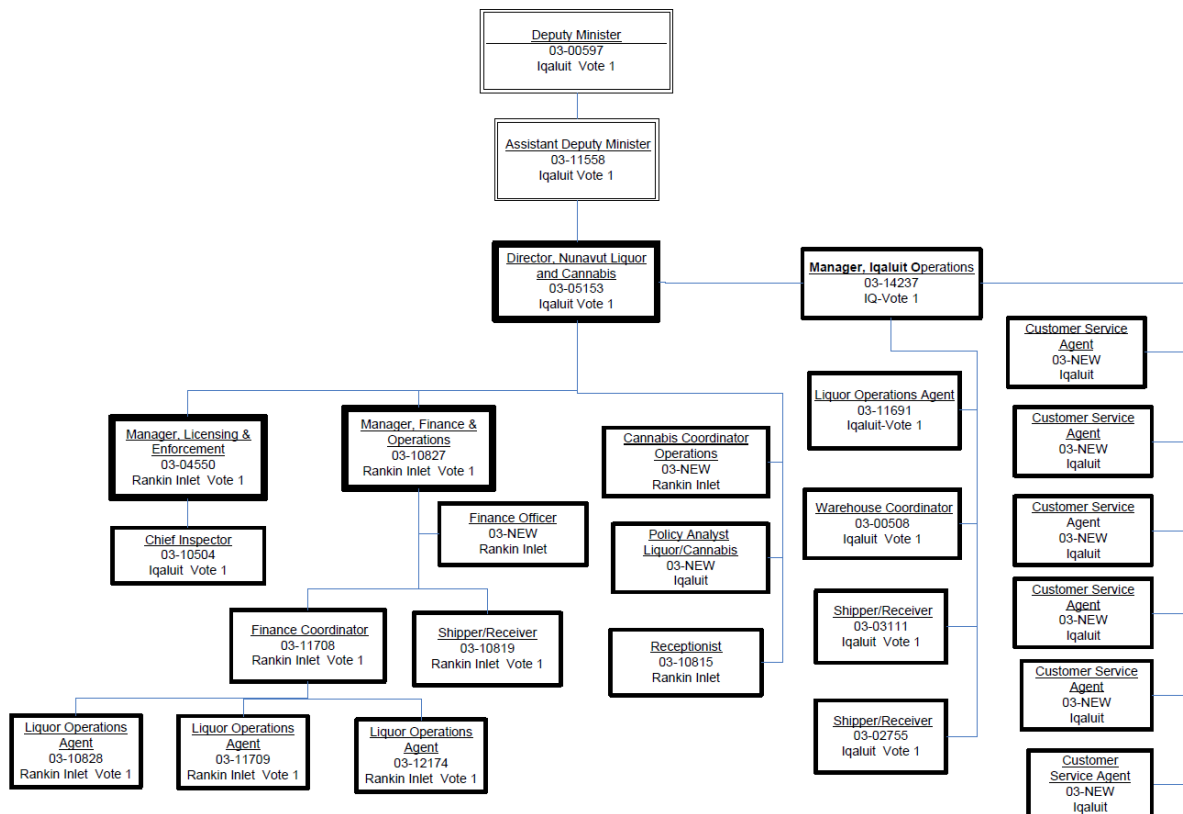 Deputy Minister
03-00597
Iqaluit  Vote 1
Assistant Deputy Minister
03-11558
Iqaluit Vote 1
Director, Nunavut Liquor
and Cannabis
03-05153
Iqaluit Vote 1
Manager, Iqaluit Operations
03-14237
IQ-Vote 1
Manager, Licensing &
Enforcement
03-04550
Rankin Inlet  Vote 1
Chief Inspector
03-10504
Iqaluit  Vote 1
Manager, Finance &
Operations
03-10827
Rankin Inlet  Vote 1
Finance Officer
03-NEW
Rankin Inlet
Finance Coordinator
03-11708
Rankin Inlet  Vote 1
Shipper/Receiver
03-10819
Rankin Inlet  Vote 1
Liquor Operations
Agent
03-10828
Rankin Inlet  Vote 1
Liquor Operations
Agent
03-11709
Rankin Inlet  Vote 1
Liquor Operations
Agent
03-12174
Rankin Inlet  Vote 1
Cannabis Coordinator
Operations
03-NEW
Rankin Inlet
Policy Analyst
Liquor/Cannabis
03-NEW
Iqaluit
Receptionist
03-10815
Rankin Inlet
Liquor Operations Agent
03-11691
Iqaluit-Vote 1
Warehouse Coordinator
03-00508
Iqaluit  Vote 1
Shipper/Receiver
03-03111
Iqaluit  Vote 1
Shipper/Receiver
03-02755
Iqaluit  Vote 1
Customer Service
Agent
03-NEW
Iqaluit
Customer Service
Agent
03-NEW
Iqaluit
Customer Service
Agent
03-NEW
Iqaluit
Customer Service
Agent
03-NEW
Iqaluit
Customer Service
Agent
03-NEW
Iqaluit
Customer
Service Agent
03-NEW
Iqaluit